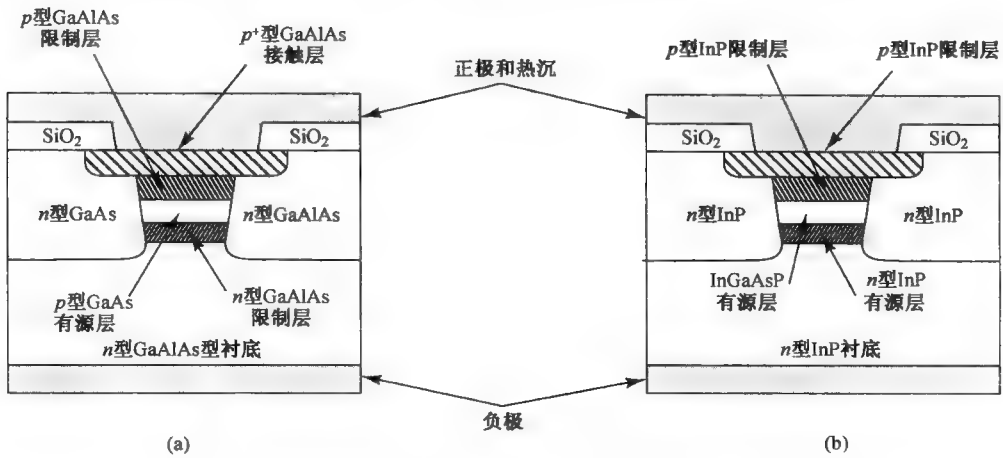 p型GaAlAs
限制层
p⁺型GaAlAs
接触层
正极和热沉
p型InP限制层
p型InP限制层
SiO₂
SiO₂
SiO₂
SiO₂
n型GaAs
n型GaAlAs
n型InP
n型InP
p型GaAs
有源层
n型GaAlAs
限制层
InGaAsP
有源层
n型InP
有源层
n型GaAlAs型衬底
n型InP衬底
负极
(a)
(b)